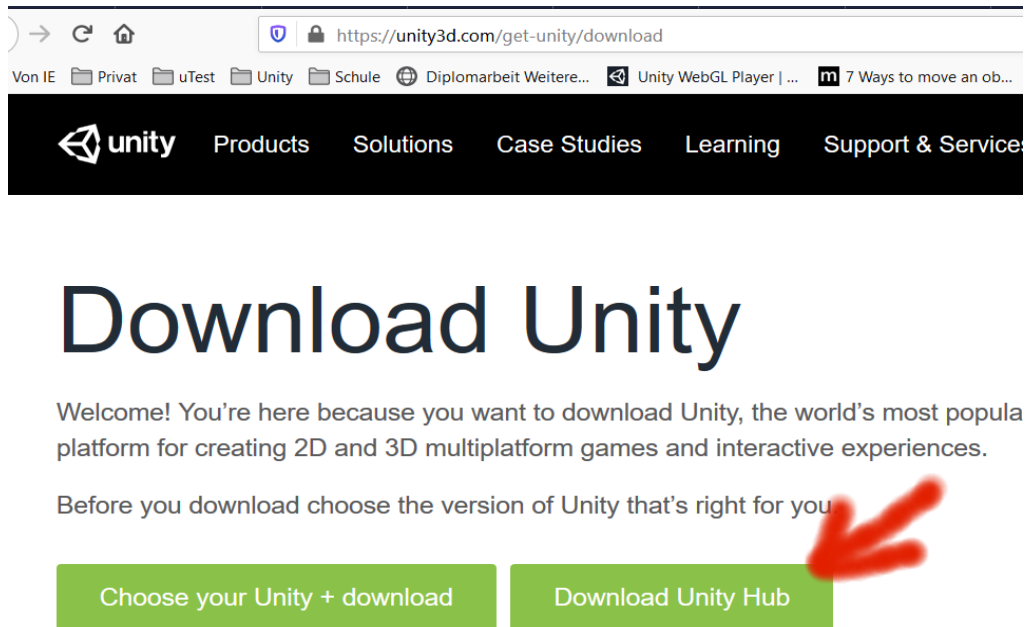 https://unity3d.com/get-unity/download
Von IE Privat uTest Unity Schule Diplomarbeit Weitere... Unity WebGL Player | ... m 7 Ways to move an ob...
unity Products Solutions Case Studies Learning Support & Services
Download Unity
Welcome! You're here because you want to download Unity, the world's most popula
platform for creating 2D and 3D multiplatform games and interactive experiences.
Before you download choose the version of Unity that's right for you
Choose your Unity + download Download Unity Hub